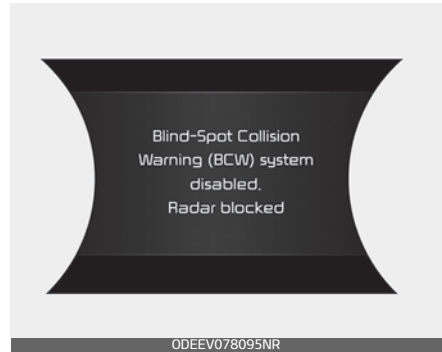 Blind-Spot Collision
Warning (BCW) system
disabled.
Radar blocked
ODEEV078095NR